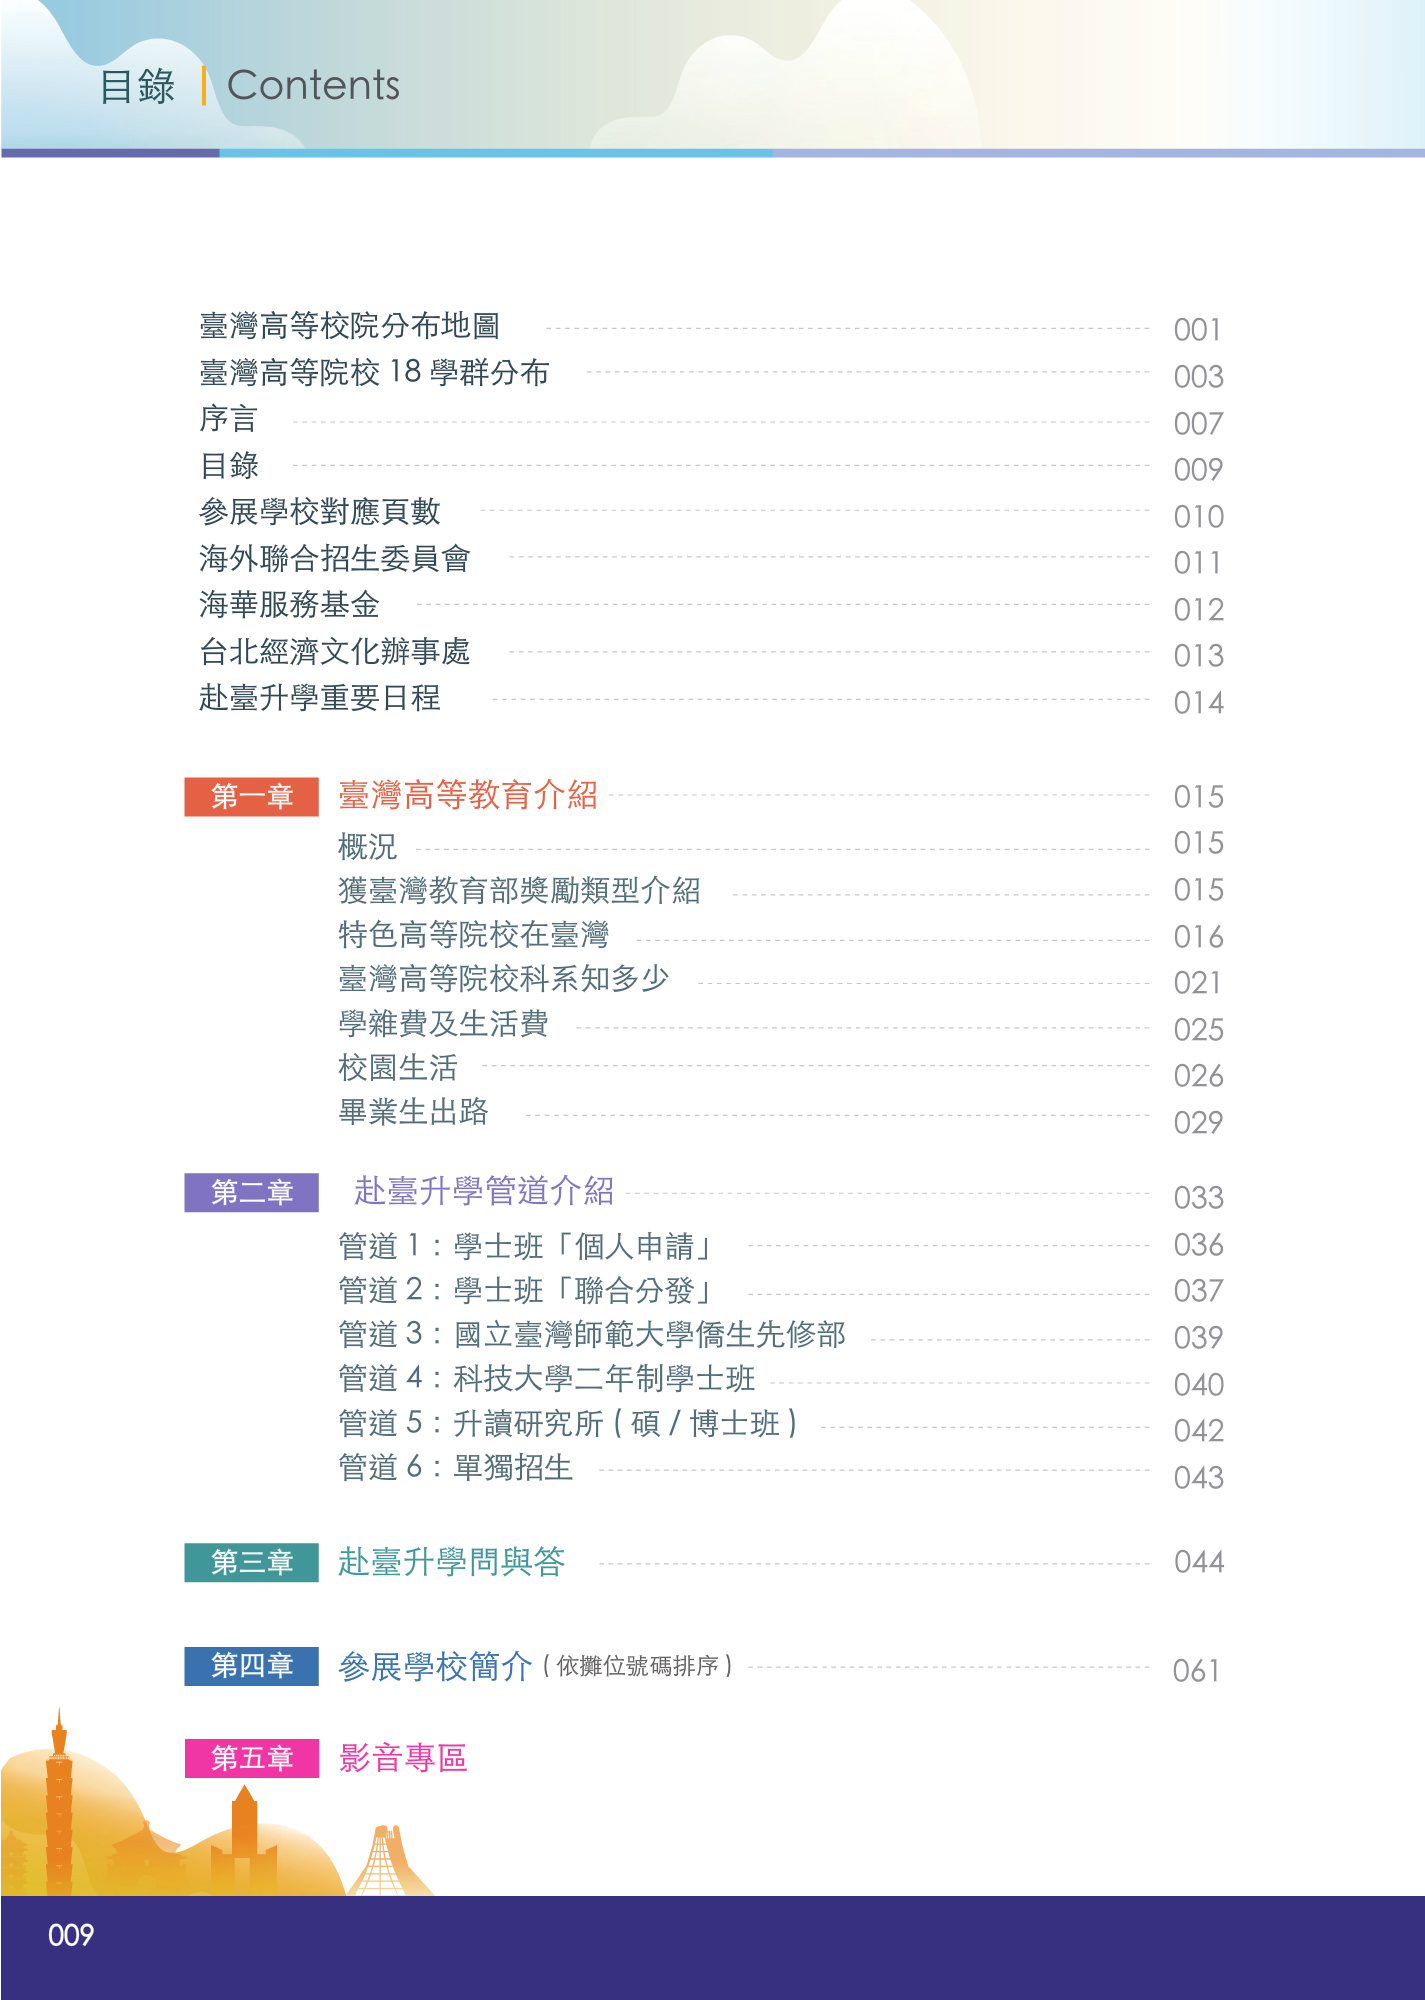 目錄 | Contents
臺灣高等校院分布地圖 001
臺灣高等院校 18 學群分布 003
序言 007
目錄 009
參展學校對應頁數 010
海外聯合招生委員會 011
海華服務基金 012
台北經濟文化辦事處 013
赴臺升學重要日程 014
第一章 臺灣高等教育介紹 015
概況 015
獲臺灣教育部獎勵類型介紹 015
特色高等院校在臺灣 016
臺灣高等院校科系知多少 021
學雜費及生活費 025
校園生活 026
畢業生出路 029
第二章 赴臺升學管道介紹 033
管道 1：學士班「個人申請」 036
管道 2：學士班「聯合分發」 037
管道 3：國立臺灣師範大學僑生先修部 039
管道 4：科技大學二年制學士班 040
管道 5：升讀研究所 ( 碩 / 博士班 ) 042
管道 6：單獨招生 043
第三章 赴臺升學問與答 044
第四章 參展學校簡介 ( 依攤位號碼排序 ) 061
第五章 影音專區
009